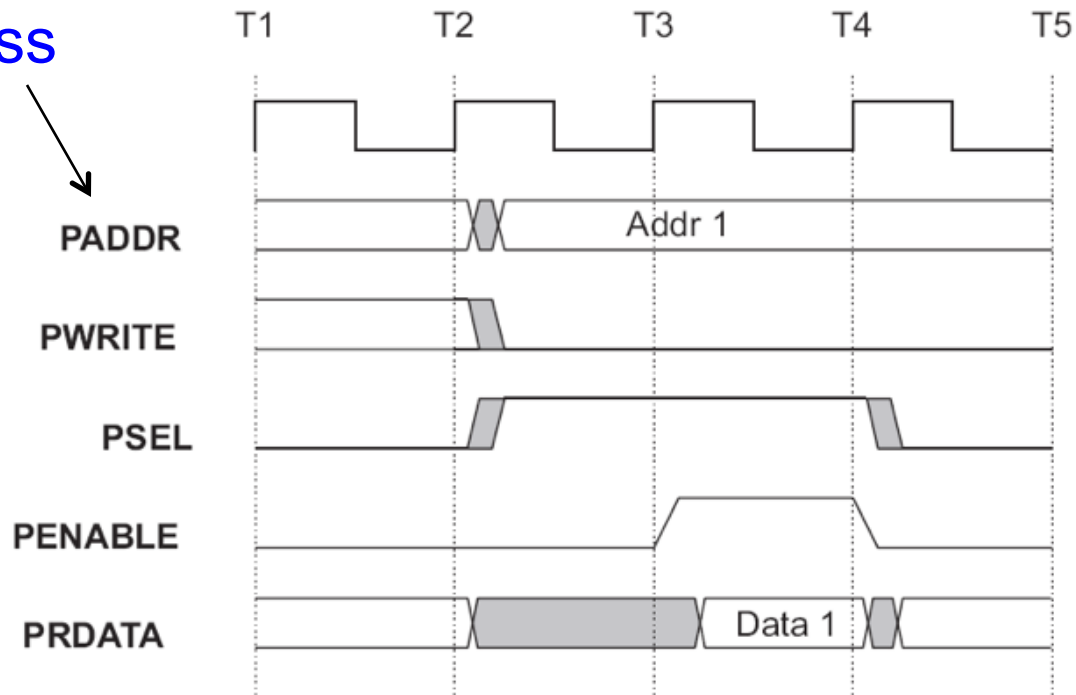 T1 T2 T3 T4 T5
ss
PADDR Addr 1
PWRITE
PSEL
PENABLE
PRDATA Data 1